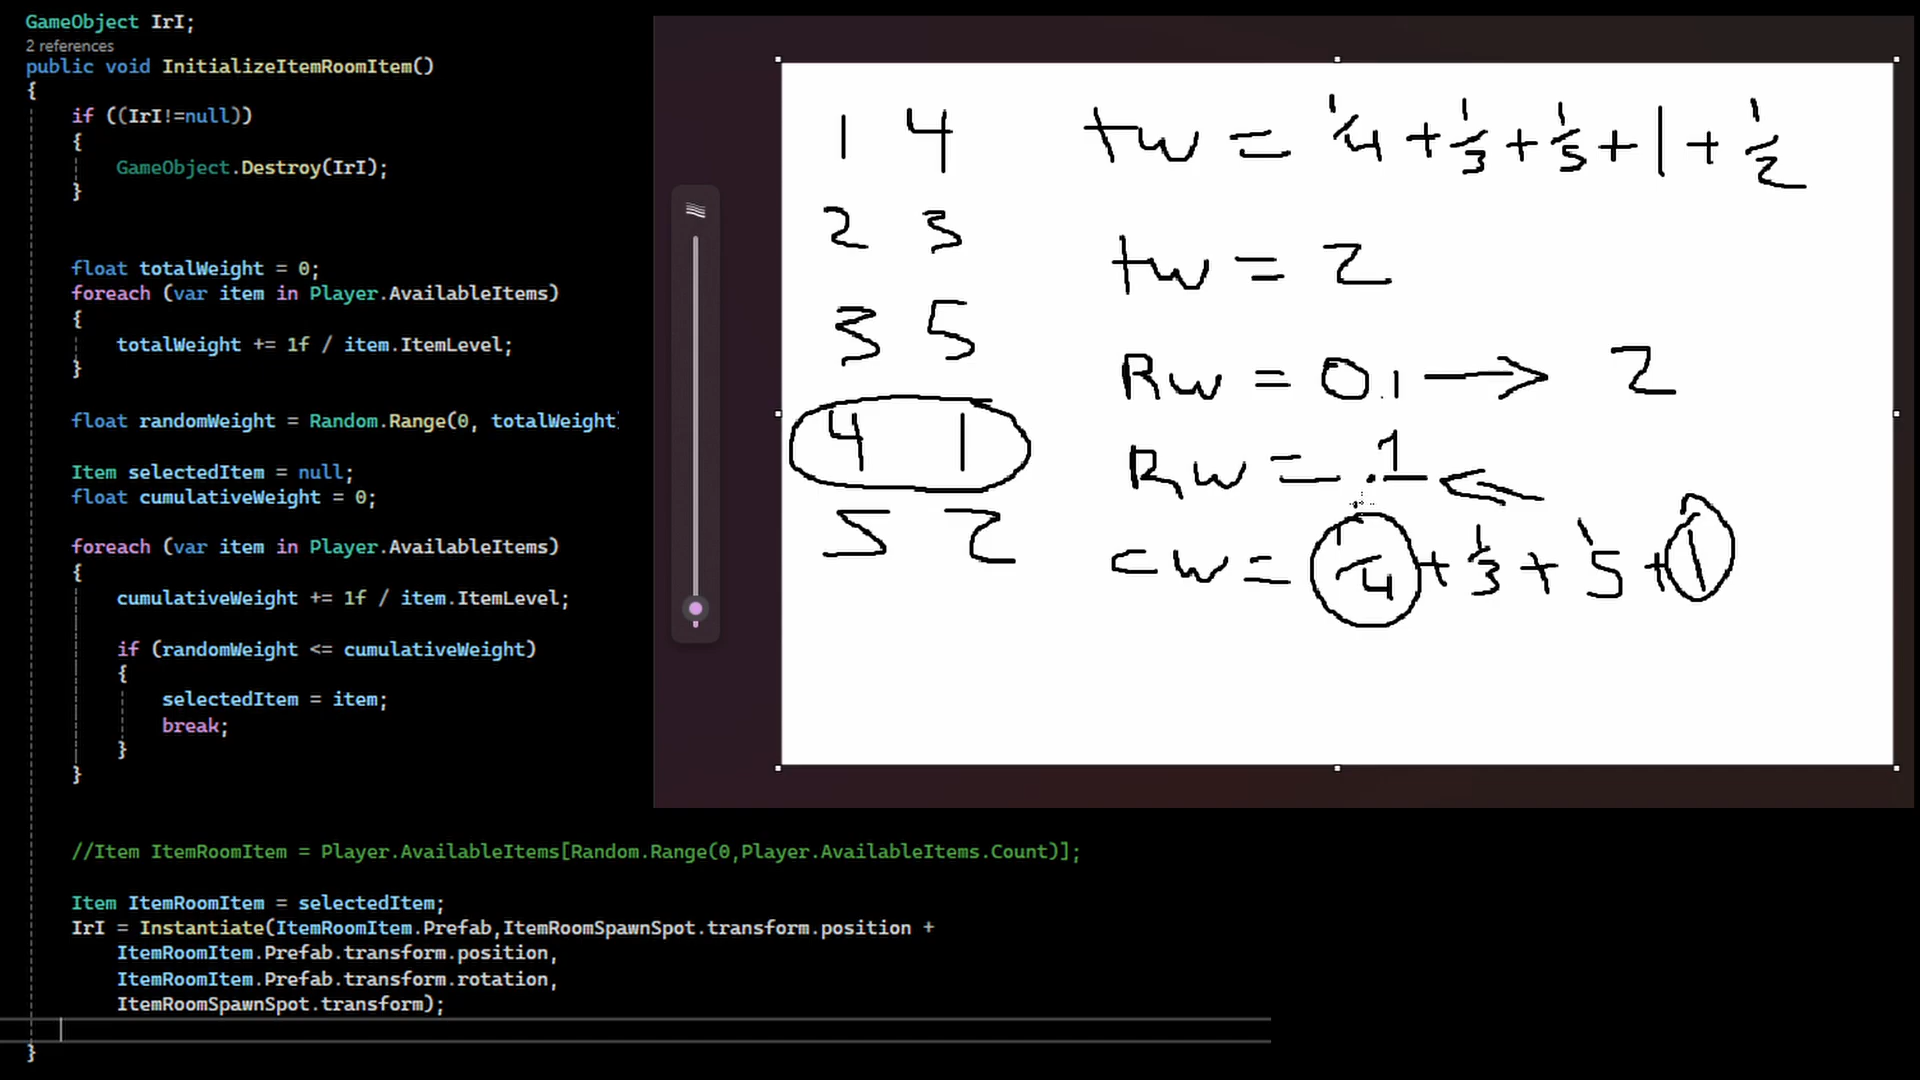 GameObject IrI;
2 references
public void InitializeItemRoomItem()
{
if ((IrI!=null))
{
GameObject.Destroy(IrI);
}
float totalWeight = 0;
foreach (var item in Player.AvailableItems)
{
totalWeight += 1f / item.ItemLevel;
}
float randomWeight = Random.Range(0, totalWeight
Item selectedItem = null;
float cumulativeWeight = 0;
foreach (var item in Player.AvailableItems)
{
cumulativeWeight += 1f / item.ItemLevel;
if (randomWeight <= cumulativeWeight)
{
selectedItem = item;
break;
}
}
//Item ItemRoomItem = Player.AvailableItems[Random.Range(0,Player.AvailableItems.Count)];
Item ItemRoomItem = selectedItem;
IrI = Instantiate(ItemRoomItem.Prefab,ItemRoomSpawnSpot.transform.position +
ItemRoomItem.Prefab.transform.position,
ItemRoomItem.Prefab.transform.rotation,
ItemRoomSpawnSpot.transform);
}
1 4
2 3
3 5
4 1
5 2
tw = 1/4 + 1/3 + 1/5 + 1 + 1/2
tw = 2
Rw = 0.1 → 2
Rw = .1 ←
cw = 1/4 + 1/3 + 1/5 + 1